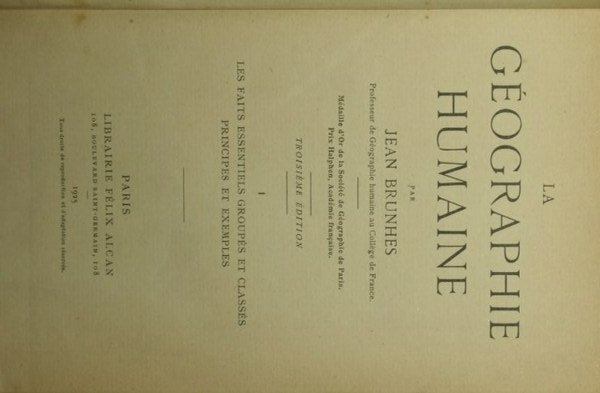 LA
GÉOGRAPHIE
HUMAINE
PAR
JEAN BRUNHES
Professeur de Géographie humaine au Collège de France.
Médaille d'Or de la Société de Géographie de Paris.
Prix Halphen, Académie française.
TROISIÈME ÉDITION
I
LES FAITS ESSENTIELS GROUPÉS ET CLASSÉS
PRINCIPES ET EXEMPLES
PARIS
LIBRAIRIE FÉLIX ALCAN
108, BOULEVARD SAINT-GERMAIN, 108
1925
Tous droits de reproduction et d'adaptation réservés.